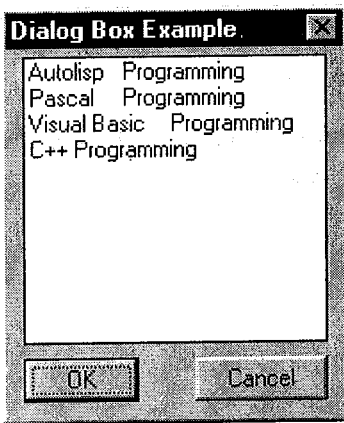 Dialog Box Example.
Autolisp Programming
Pascal Programming
Visual Basic Programming
C++ Programming
OK
Cancel